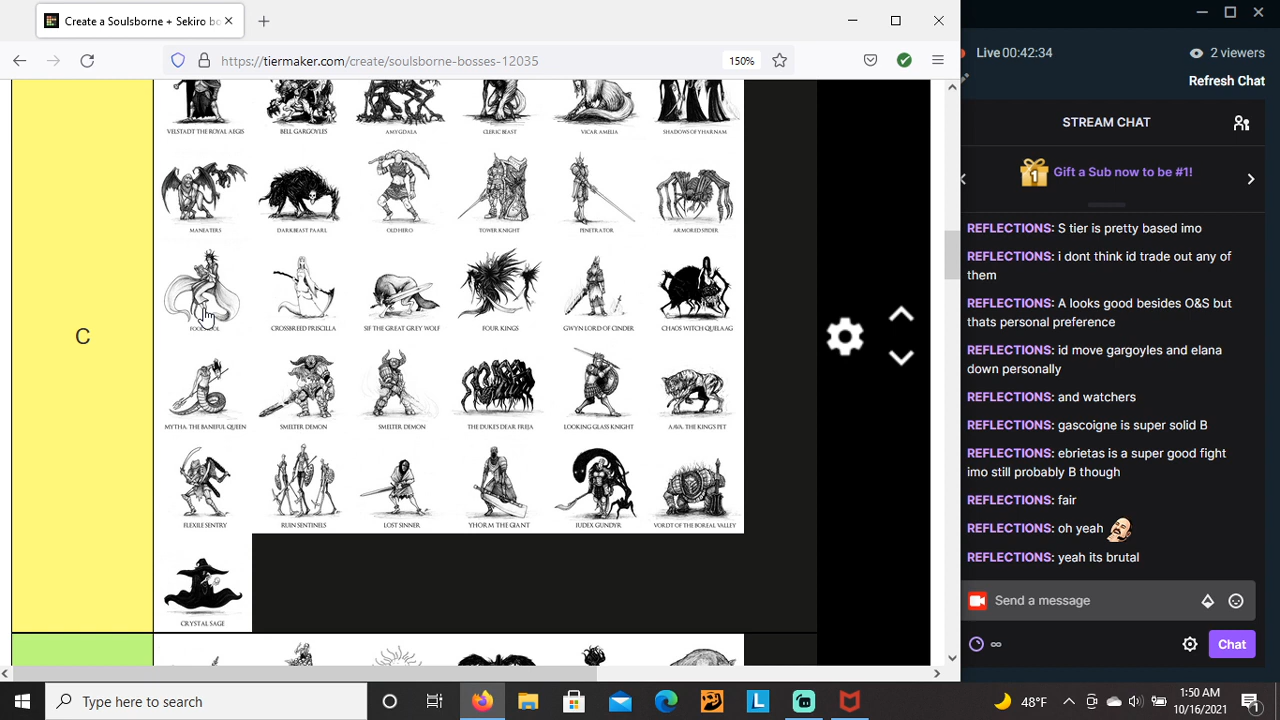 Create a Soulsborne + Sekiro bo
https://tiermaker.com/create/soulsborne-bosses-12035
150%
Live 00:42:34
2 viewers
Refresh Chat
STREAM CHAT
1
Gift a Sub now to be #1!
VELSTADT THE ROYAL AEGIS
BELL GARGOYLES
AMYGDALA
CLERIC BEAST
VICAR AMELIA
SHADOWS OF YHARNAM
MANEATERS
DARKBEAST PAARL
OLD HERO
TOWER KNIGHT
PENETRATOR
ARMORED SPIDER
C
CROSSBREED PRISCILLA
SIF THE GREAT GREY WOLF
FOUR KINGS
GWYN LORD OF CINDER
CHAOS WITCH QUELAAG
MYTHA, THE BANEFUL QUEEN
SMELTER DEMON
SMELTER DEMON
THE DUKE'S DEAR FREJA
LOOKING GLASS KNIGHT
AAVA, THE KING'S PET
FLEXILE SENTRY
RUIN SENTINELS
LOST SINNER
YHORM THE GIANT
IUDEX GUNDYR
VORDT OF THE BOREAL VALLEY
CRYSTAL SAGE
REFLECTIONS: S tier is really good imo
REFLECTIONS: i dont think id trade out any of
them
REFLECTIONS: A looks good besides O&S but
thats personal preference
REFLECTIONS: id move gargoyles and elana
down personally
REFLECTIONS: and warchers
REFLECTIONS: gascoigne super solid B
REFLECTIONS: ebrietas is a super good fight
imo still probably B though
REFLECTIONS: fair
REFLECTIONS: oh yeah
REFLECTIONS: yeah its brutal
Send a message
Chat
Type here to search
48°F
1:50 AM
10/16/2021
1